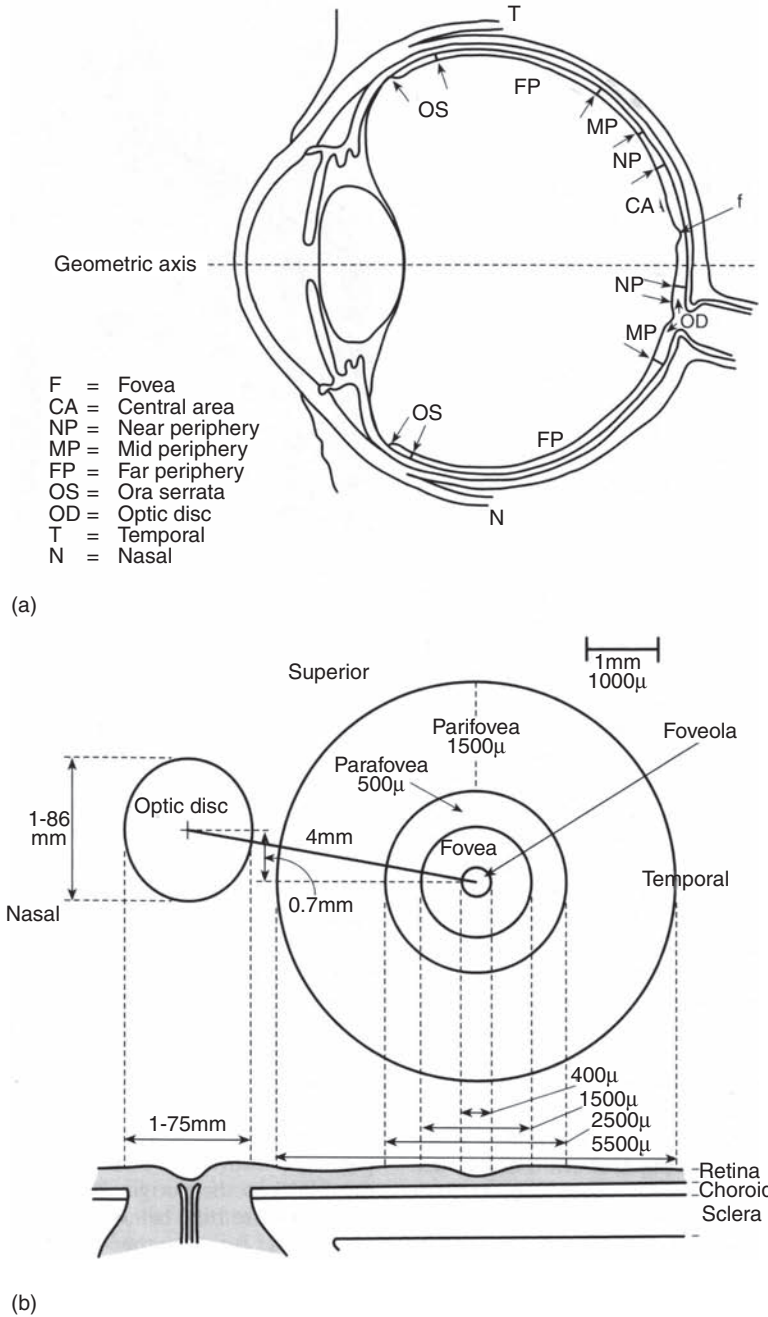 T
FP
OS
MP
NP
CA
f
Geometric axis
NP
OD
MP
F = Fovea
CA = Central area
NP = Near periphery
MP = Mid periphery
FP = Far periphery
OS = Ora serrata
OD = Optic disc
T = Temporal
N = Nasal
OS
FP
N
(a)
1mm
1000μ
Superior
Parifovea
1500μ
Foveola
Parafovea
500μ
Optic disc
1-86
mm
4mm
Fovea
Temporal
0.7mm
Nasal
400μ
1500μ
2500μ
5500μ
1-75mm
Retina
Choroid
Sclera
(b)